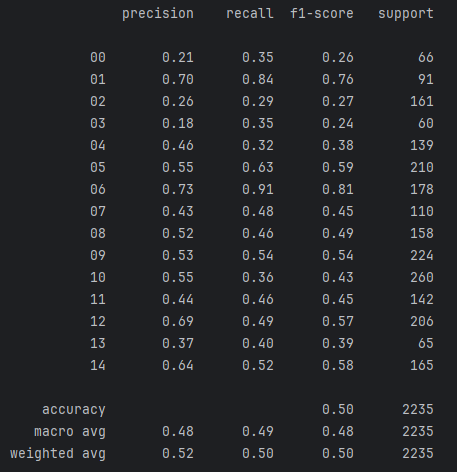 precision recall f1-score support
00 0.21 0.35 0.26 66
01 0.70 0.84 0.76 91
02 0.26 0.29 0.27 161
03 0.18 0.35 0.24 60
04 0.46 0.32 0.38 139
05 0.55 0.63 0.59 210
06 0.73 0.91 0.81 178
07 0.43 0.48 0.45 110
08 0.52 0.46 0.49 158
09 0.53 0.54 0.54 224
10 0.55 0.36 0.43 260
11 0.44 0.46 0.45 142
12 0.69 0.49 0.57 206
13 0.37 0.40 0.39 65
14 0.64 0.52 0.58 165
accuracy 0.50 2235
macro avg 0.48 0.49 0.48 2235
weighted avg 0.52 0.50 0.50 2235